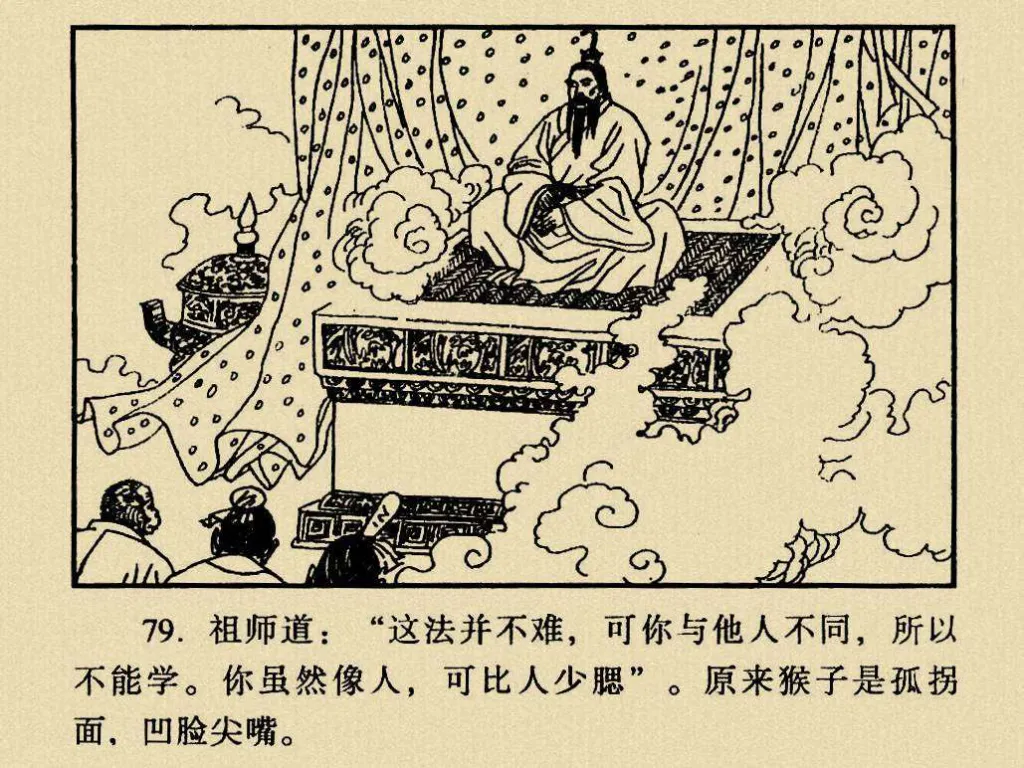 79. 祖师道：“这法并不难，可你与他人不同，所以
不能学。你虽然像人，可比人少腮”。原来猴子是孤拐
面，凹脸尖嘴。